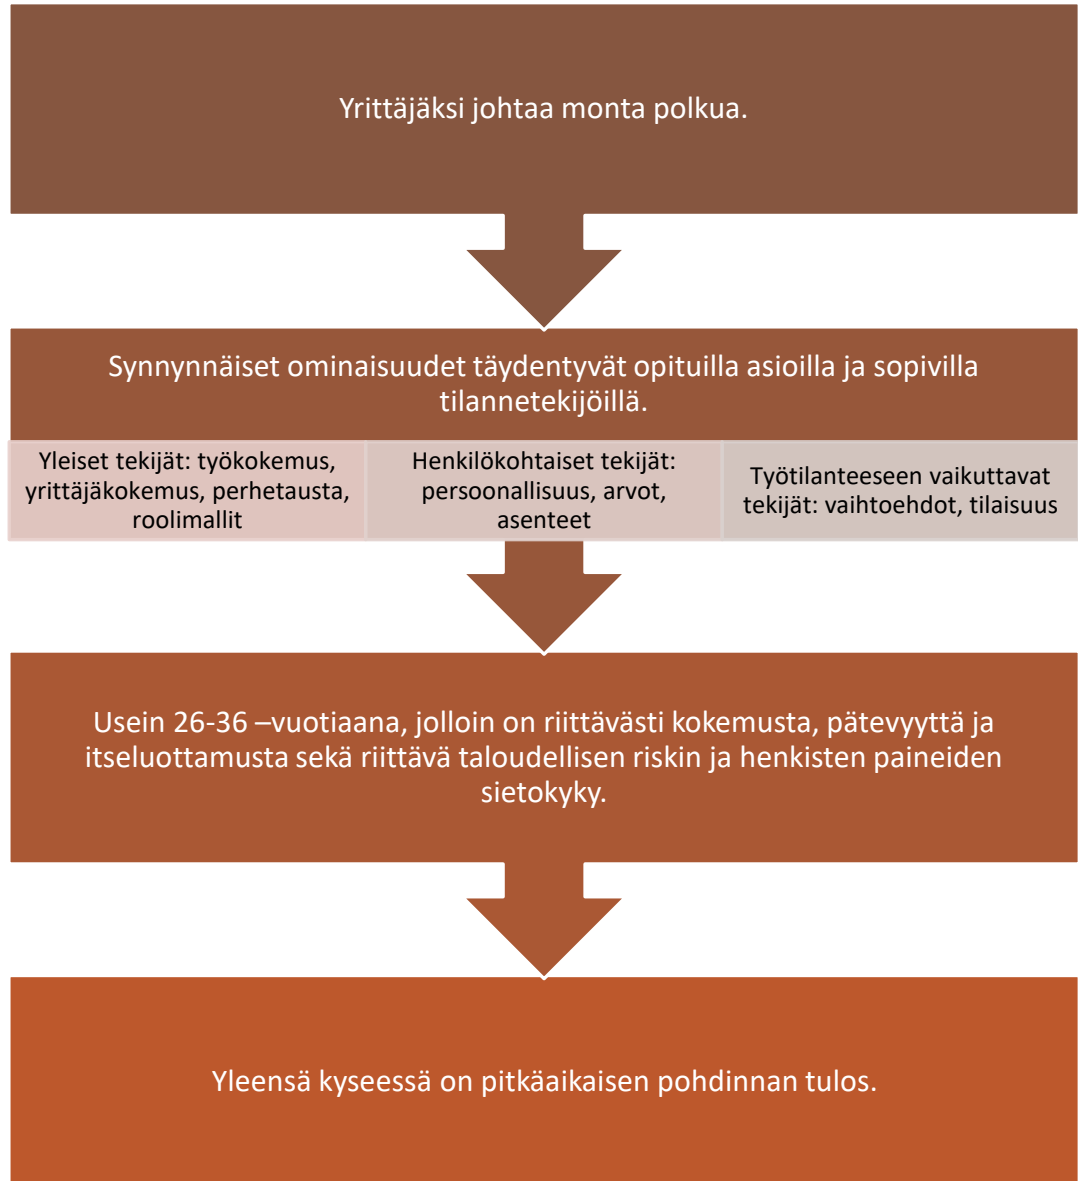 Yrittäjäksi johtaa monta polkua.
Synnynnäiset ominaisuudet täydentyvät opituilla asioilla ja sopivilla
tilannetekijöillä.
Yleiset tekijät: työkokemus,
yrittäjäkokemus, perhetausta,
roolimallit
Henkilökohtaiset tekijät:
persoonallisuus, arvot,
asenteet
Työtilanteeseen vaikuttavat
tekijät: vaihtoehdot, tilaisuus
Usein 26-36 –vuotiaana, jolloin on riittävästi kokemusta, pätevyyttä ja
itseluottamusta sekä riittävä taloudellisen riskin ja henkisten paineiden
sietokyky.
Yleensä kyseessä on pitkäaikaisen pohdinnan tulos.